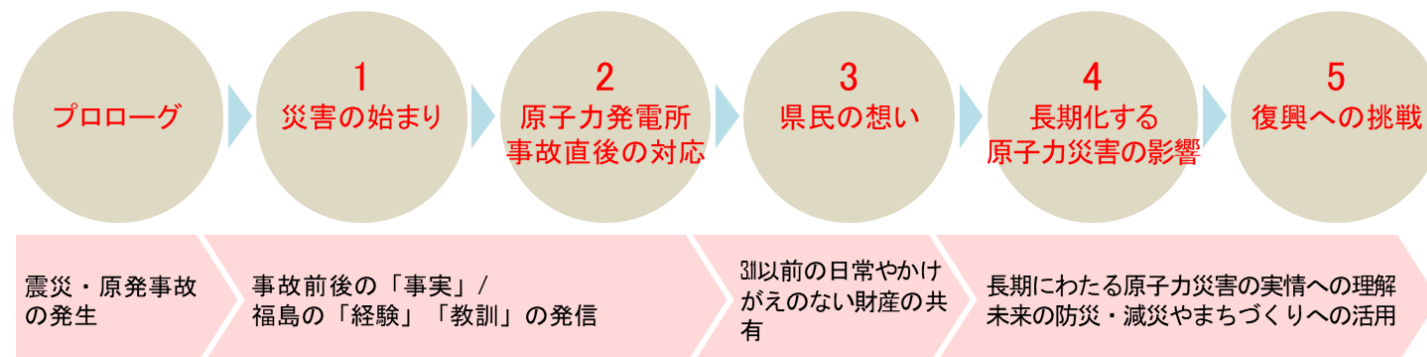 プロローグ
1
災害の始まり
2
原子力発電所
事故直後の対応
3
県民の想い
4
長期化する
原子力災害の影響
5
復興への挑戦
震災・原発事故
の発生
事故前後の「事実」/
福島の「経験」「教訓」の発信
3.11以前の日常やかけ
がえのない財産の共
有
長期にわたる原子力災害の実情への理解
未来の防災・減災やまちづくりへの活用